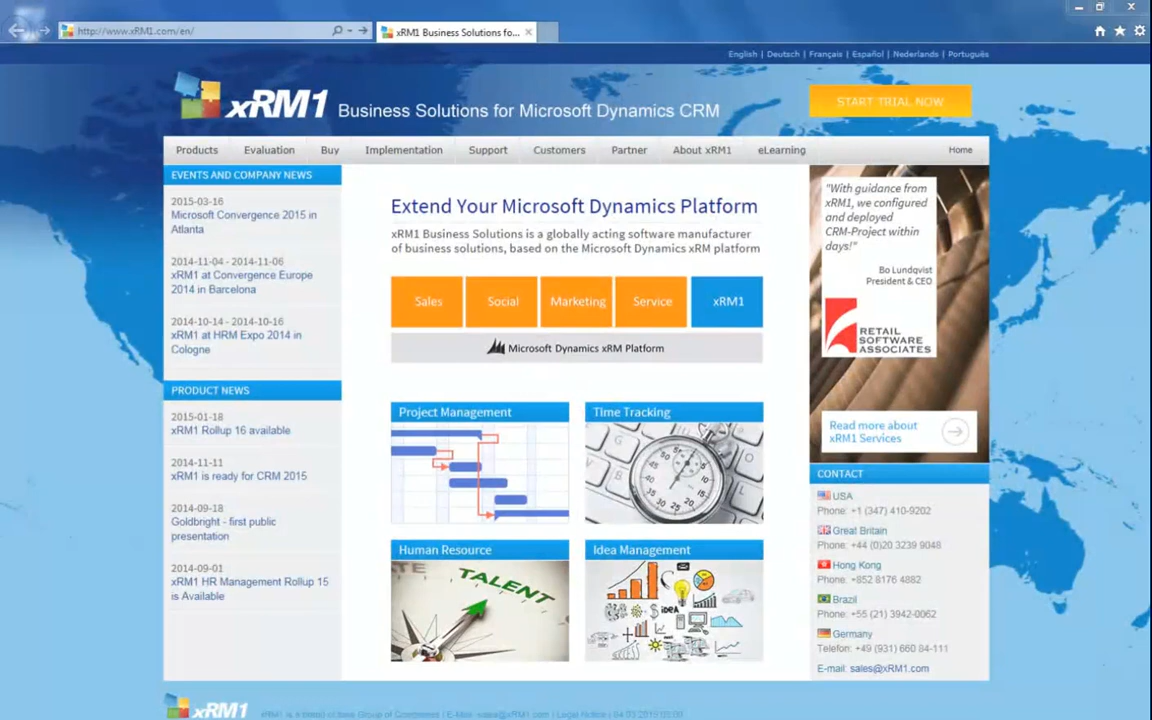 http://www.xRM1.com/en/
xRM1 Business Solutions fo...
English | Deutsch | Français | Español | Nederlands | Português
xRM1 Business Solutions for Microsoft Dynamics CRM
START TRIAL NOW
Products Evaluation Buy Implementation Support Customers Partner About xRM1 eLearning Home
EVENTS AND COMPANY NEWS
2015-03-16
Microsoft Convergence 2015 in
Atlanta
2014-11-04 - 2014-11-06
xRM1 at Convergence Europe
2014 in Barcelona
2014-10-14 - 2014-10-16
xRM1 at HRM Expo 2014 in
Cologne
PRODUCT NEWS
2015-01-18
xRM1 Rollup 16 available
2014-11-11
xRM1 is ready for CRM 2015
2014-09-18
Goldbright - first public
presentation
2014-09-01
xRM1 HR Management Rollup 15
is Available
Extend Your Microsoft Dynamics Platform
xRM1 Business Solutions is a globally acting software manufacturer
of business solutions, based on the Microsoft Dynamics xRM platform
Sales Social Marketing Service xRM1
Microsoft Dynamics xRM Platform
Project Management
Time Tracking
Human Resource
TALENT
Idea Management
IDEA
"With guidance from
xRM1, we configured
and deployed
CRM-Project within
days!"
Bo Lundqvist
President & CEO
RETAIL
SOFTWARE
ASSOCIATES
Read more about
xRM1 Services
CONTACT
USA
Phone: +1 (347) 410-9202
Great Britain
Phone: +44 (0)20 3239 9048
Hong Kong
Phone: +852 8176 4882
Brazil
Phone: +55 (21) 3942-0062
Germany
Telefon: +49 (931) 660 84-111
E-mail: sales@xRM1.com
xRM1